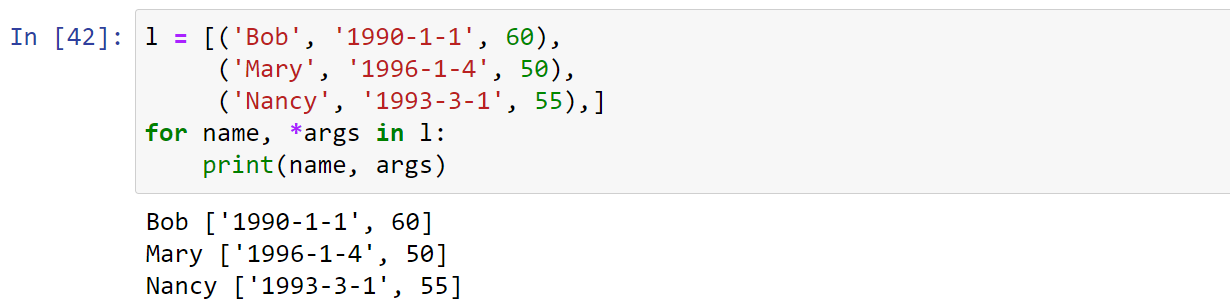 In [42]: l = [('Bob', '1990-1-1', 60),
('Mary', '1996-1-4', 50),
('Nancy', '1993-3-1', 55),]
for name, *args in l:
print(name, args)
Bob ['1990-1-1', 60]
Mary ['1996-1-4', 50]
Nancy ['1993-3-1', 55]